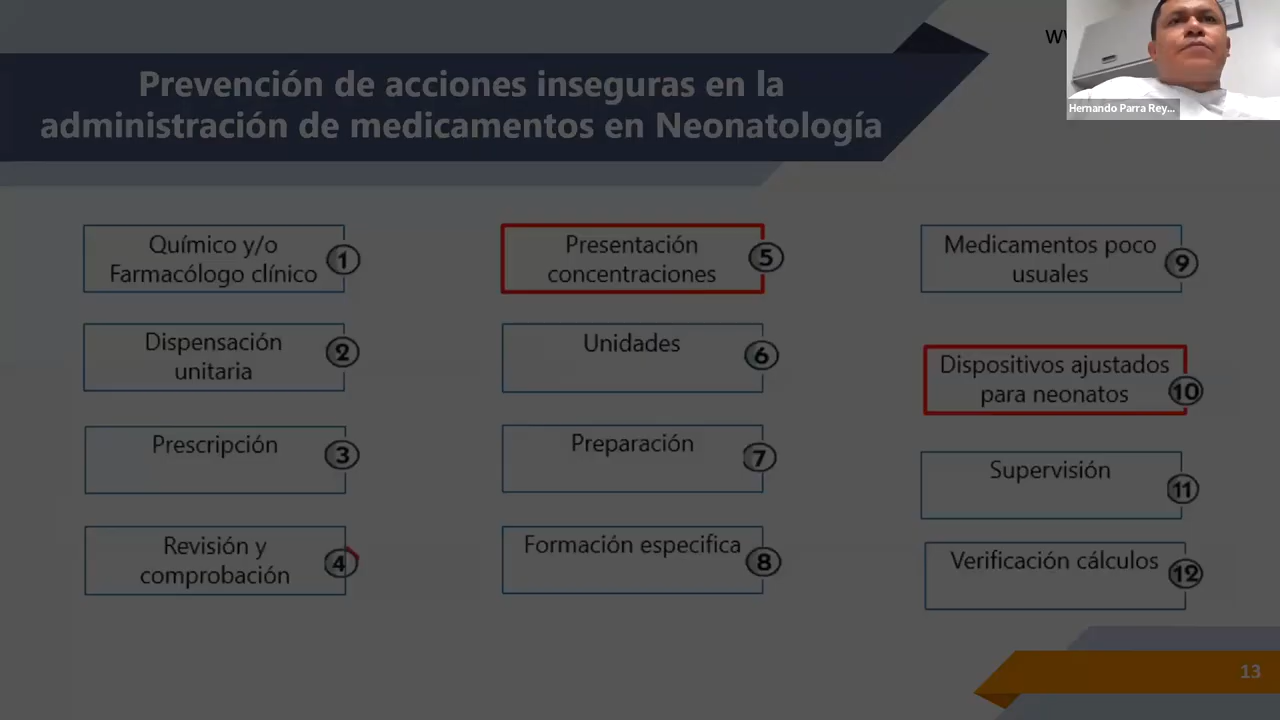 Prevención de acciones inseguras en la
administración de medicamentos en Neonatología
Hernando Parra Rey...
Químico y/o
Farmacólogo clínico
1
Dispensación
unitaria
2
Prescripción
3
Revisión y
comprobación
4
Presentación
concentraciones
5
Unidades
6
Preparación
7
Formación especifica
8
Medicamentos poco
usuales
9
Dispositivos ajustados
para neonatos
10
Supervisión
11
Verificación cálculos
12
13